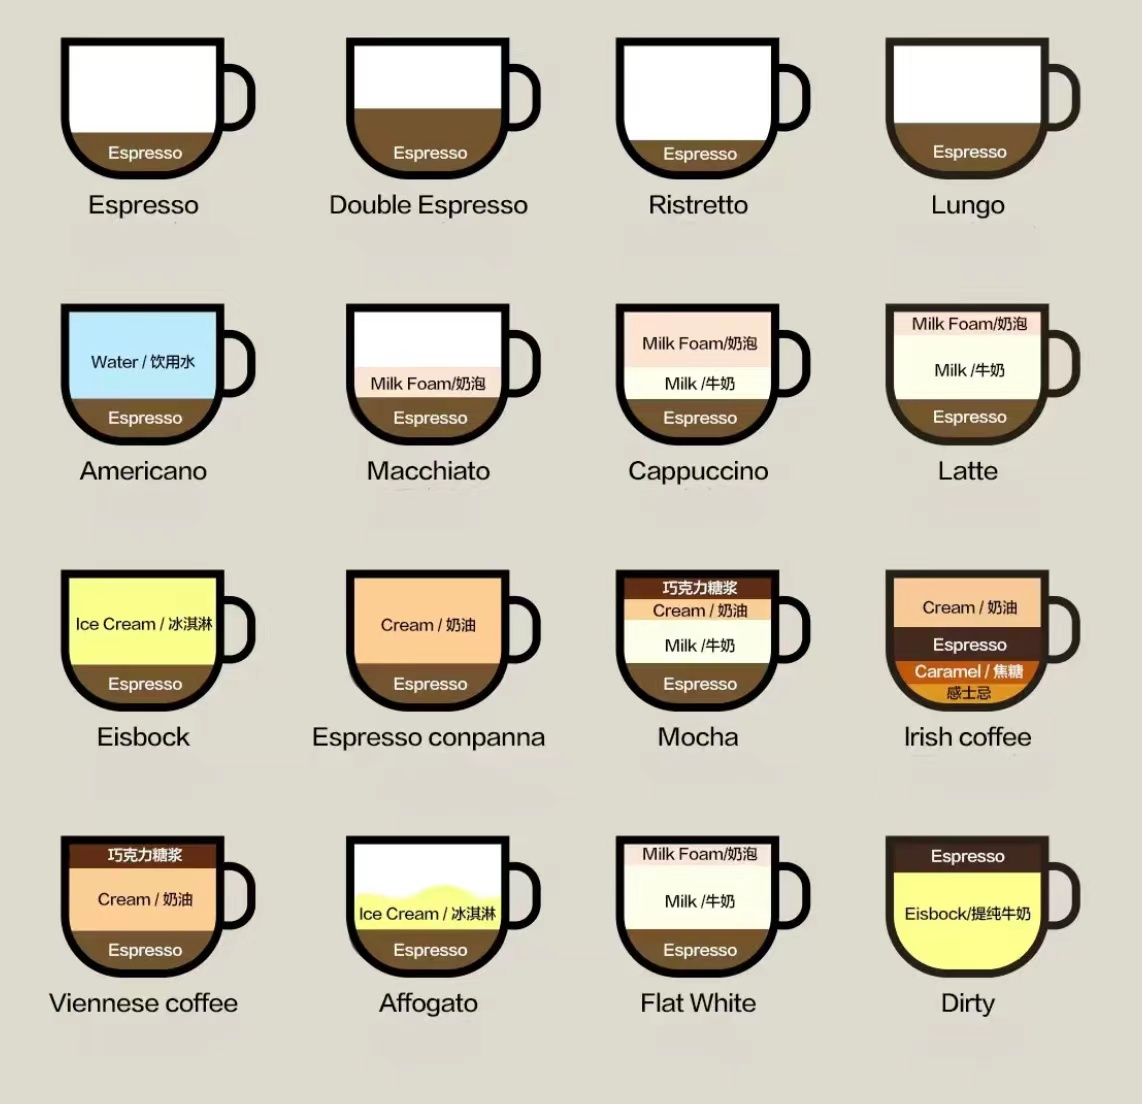 Espresso
Espresso
Espresso
Espresso
Espresso
Double Espresso
Ristretto
Lungo
Water / 饮用水
Espresso
Americano
Milk Foam/奶泡
Espresso
Macchiato
Milk Foam/奶泡
Milk /牛奶
Espresso
Cappuccino
Milk Foam/奶泡
Milk /牛奶
Espresso
Latte
Ice Cream / 冰淇淋
Espresso
Eisbock
Cream / 奶油
Espresso
Espresso conpanna
巧克力糖浆
Cream / 奶油
Milk /牛奶
Espresso
Mocha
Cream / 奶油
Espresso
Caramel / 焦糖
感士忌
Irish coffee
巧克力糖浆
Cream / 奶油
Espresso
Viennese coffee
Ice Cream / 冰淇淋
Espresso
Affogato
Milk Foam/奶泡
Milk /牛奶
Espresso
Flat White
Espresso
Eisbock/提纯牛奶
Dirty